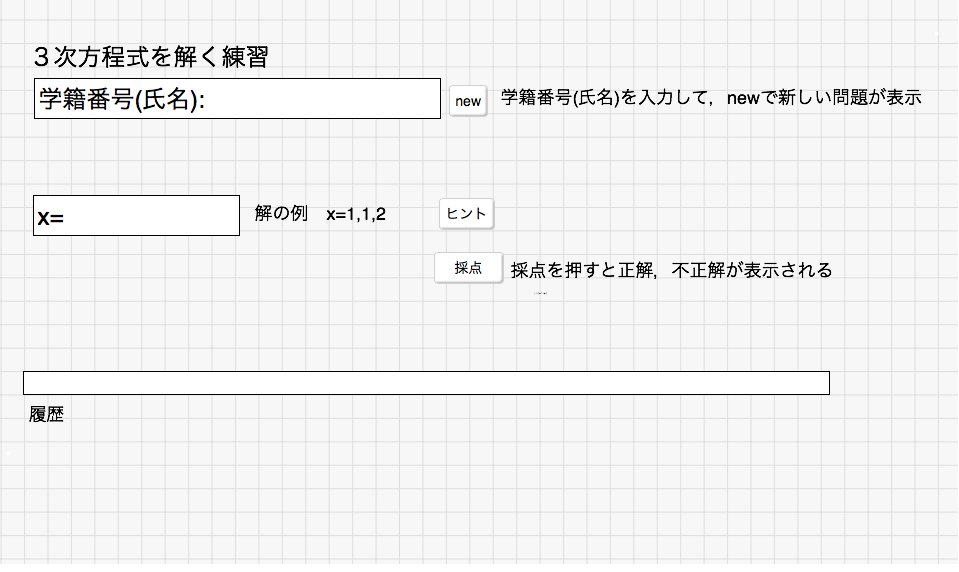 ３次方程式を解く練習
学籍番号(氏名):
new
学籍番号(氏名)を入力して，newで新しい問題が表示
x=
解の例　x=1,1,2
ヒント
採点
採点を押すと正解，不正解が表示される
履歴